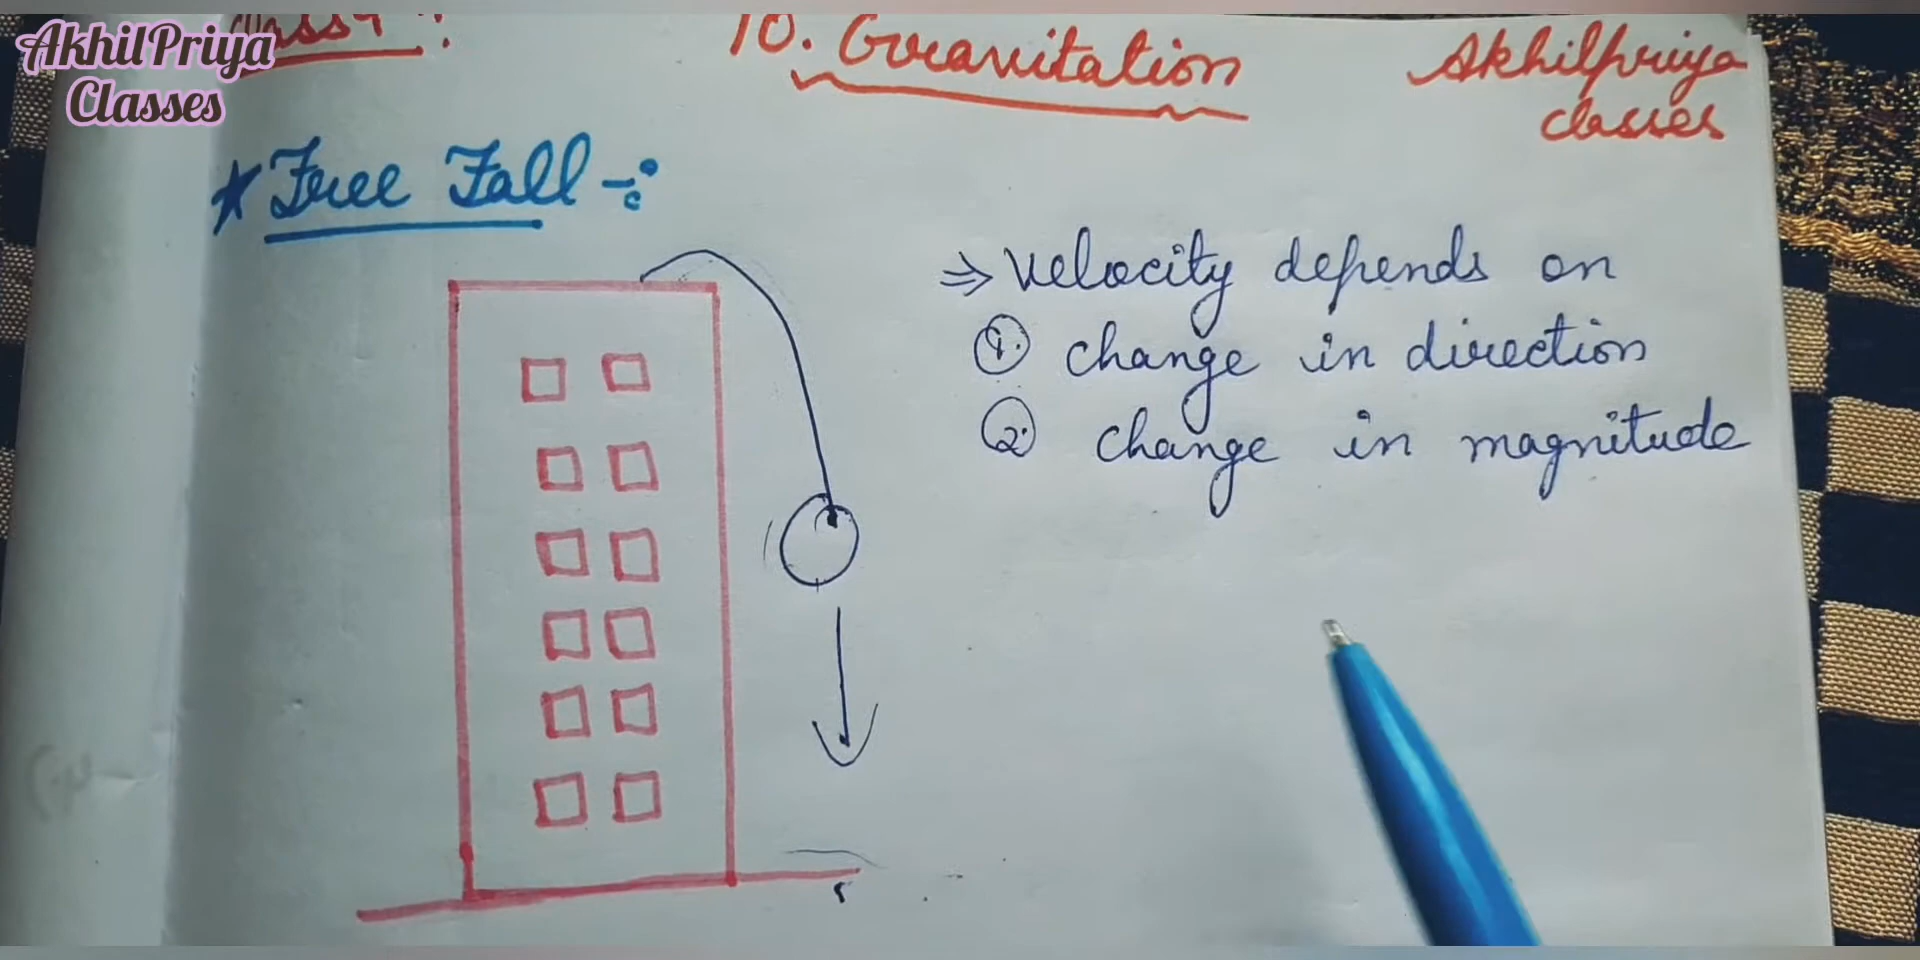 AkhilPriya
Classes
10. Gravitation
Akhilpriya
classes
* Free Fall -:
⇒ Velocity depends on
1. change in direction
2. change in magnitude